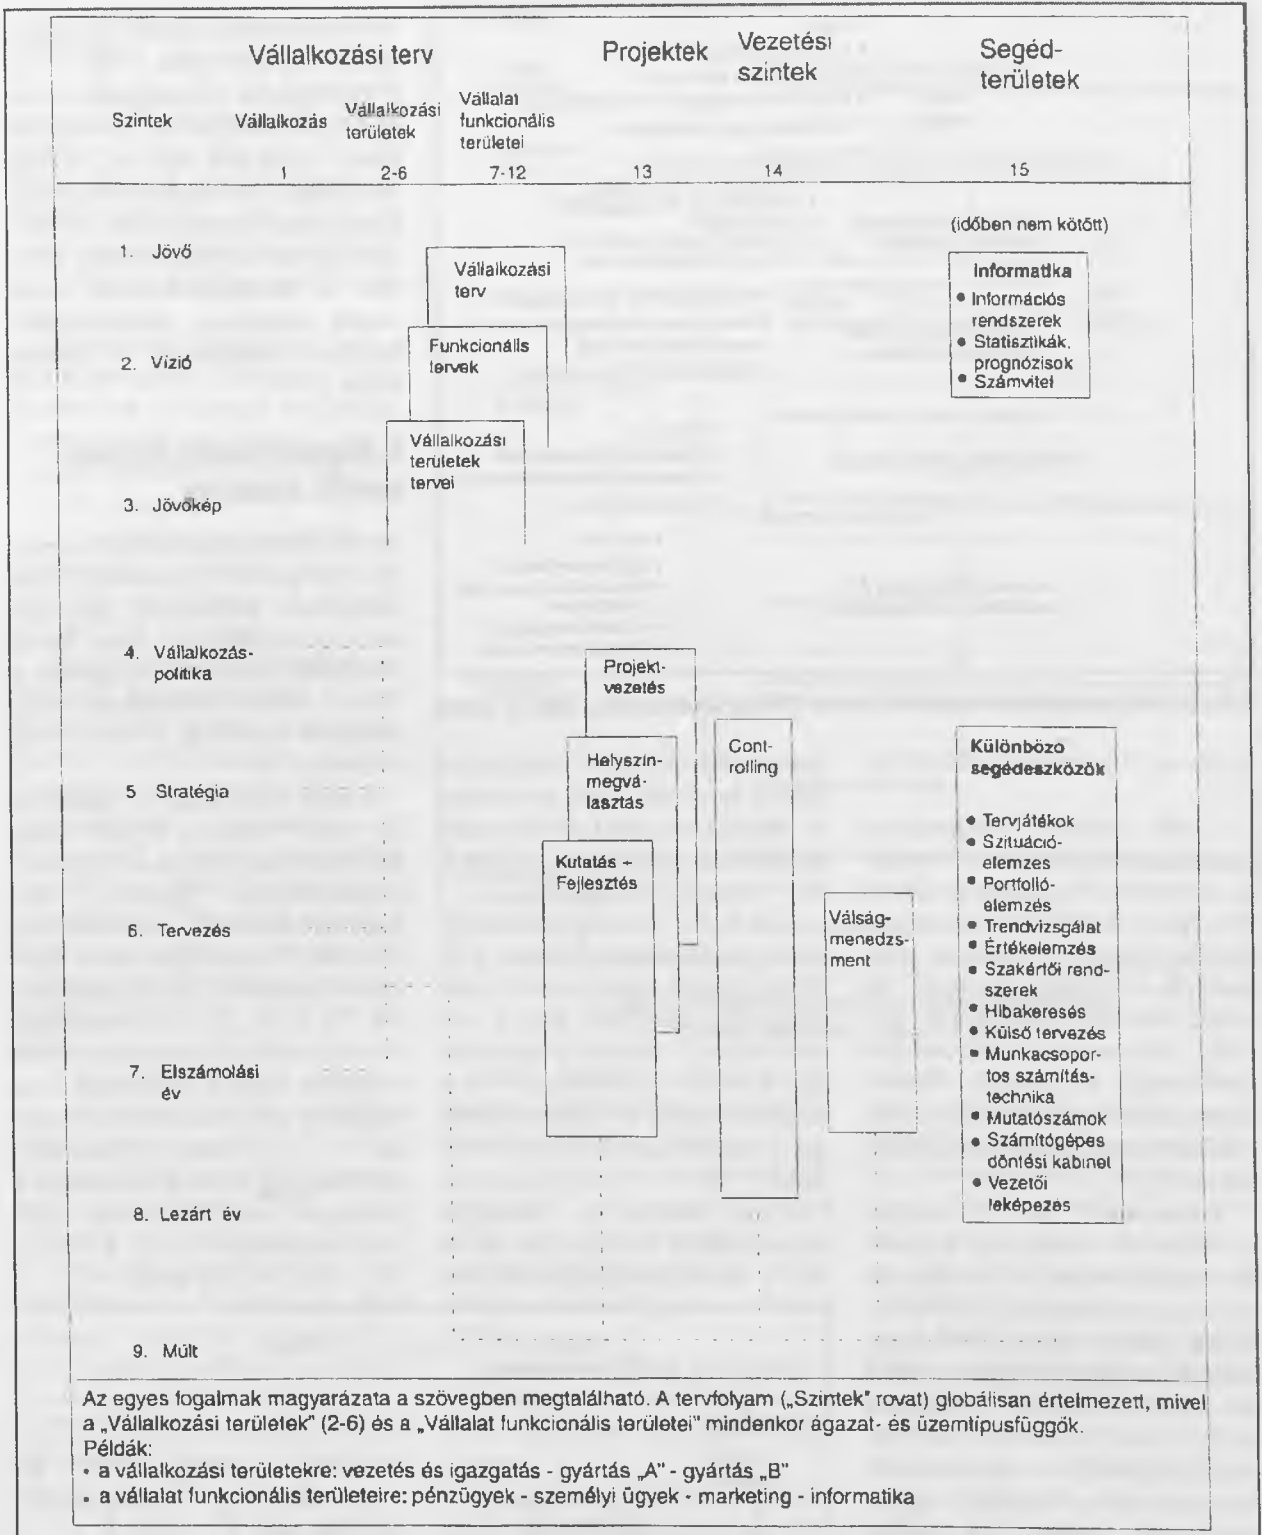 Vállalkozási terv
Projektek
Vezetési
szintek
Segéd-
területek
Szintek
Vállalkozás
Vállalkozási
területek
Vállalat
funkcionális
területei
1
2-6
7-12
13
14
15
(időben nem kötött)
1. Jövő
Vállalkozási
terv
Informatika
• Információs
rendszerek
• Statisztikák,
prognózisok
• Számvitel
2. Vízió
Funkcionális
tervek
Vállalkozási
területek
tervei
3. Jövőkép
4. Vállalkozás-
politika
Projekt-
vezetés
Helyszín-
megvá-
lasztás
Cont-
rolling
Különböző
segédeszközök
5 Stratégia
• Tervjátékok
• Szituáció-
elemzes
• Portfolió-
elemzés
• Trendvizsgálat
• Értékelemzés
• Szakértői rend-
szerek
• Hibakeresés
• Külső tervezés
• Munkacsopor-
tos számítás-
technika
• Mutatószámok
• Számítógépes
döntési kabinet
• Vezetői
leképezés
Kutatás +
Fejlesztés
6. Tervezés
Válság-
menedzs-
ment
7. Elszámolási
év
8. Lezárt év
9. Múlt
Az egyes fogalmak magyarázata a szövegben megtalálható. A tervfolyam („Szintek" rovat) globálisan értelmezett, mivel
a „Vállalkozási területek" (2-6) és a „Vállalat funkcionális területei" mindenkor ágazat- és üzemtípusfüggők.
Példák:
• a vállalkozási területekre: vezetés és igazgatás - gyártás „A" - gyártás „B"
• a vállalat funkcionális területeire: pénzügyek - személyi ügyek - marketing - informatika